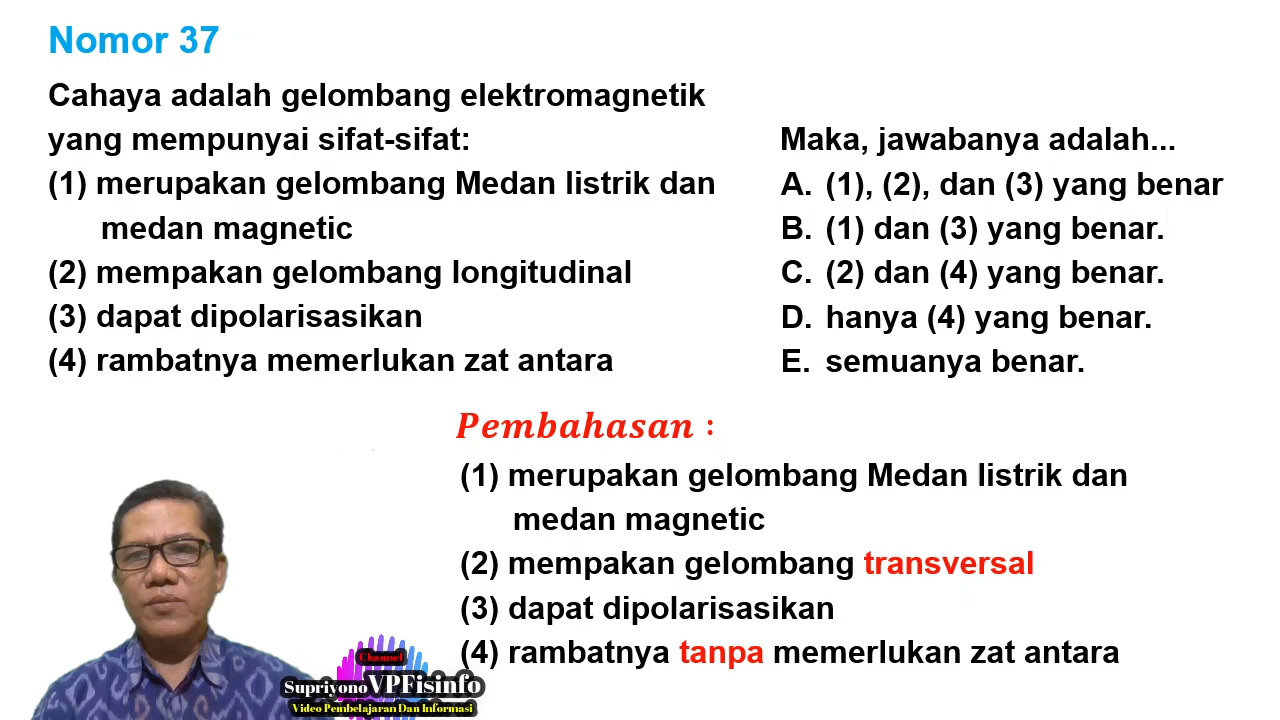 Nomor 37
Cahaya adalah gelombang elektromagnetik
yang mempunyai sifat-sifat:
(1) merupakan gelombang Medan listrik dan
medan magnetic
(2) mempakan gelombang longitudinal
(3) dapat dipolarisasikan
(4) rambatnya memerlukan zat antara
Maka, jawabanya adalah...
A. (1), (2), dan (3) yang benar
B. (1) dan (3) yang benar.
C. (2) dan (4) yang benar.
D. hanya (4) yang benar.
E. semuanya benar.
Pembahasan :
(1) merupakan gelombang Medan listrik dan
medan magnetic
(2) mempakan gelombang transversal
(3) dapat dipolarisasikan
(4) rambatnya tanpa memerlukan zat antara
Channel
Supriyono VPFisinfo
Video Pembelajaran Dan Informasi